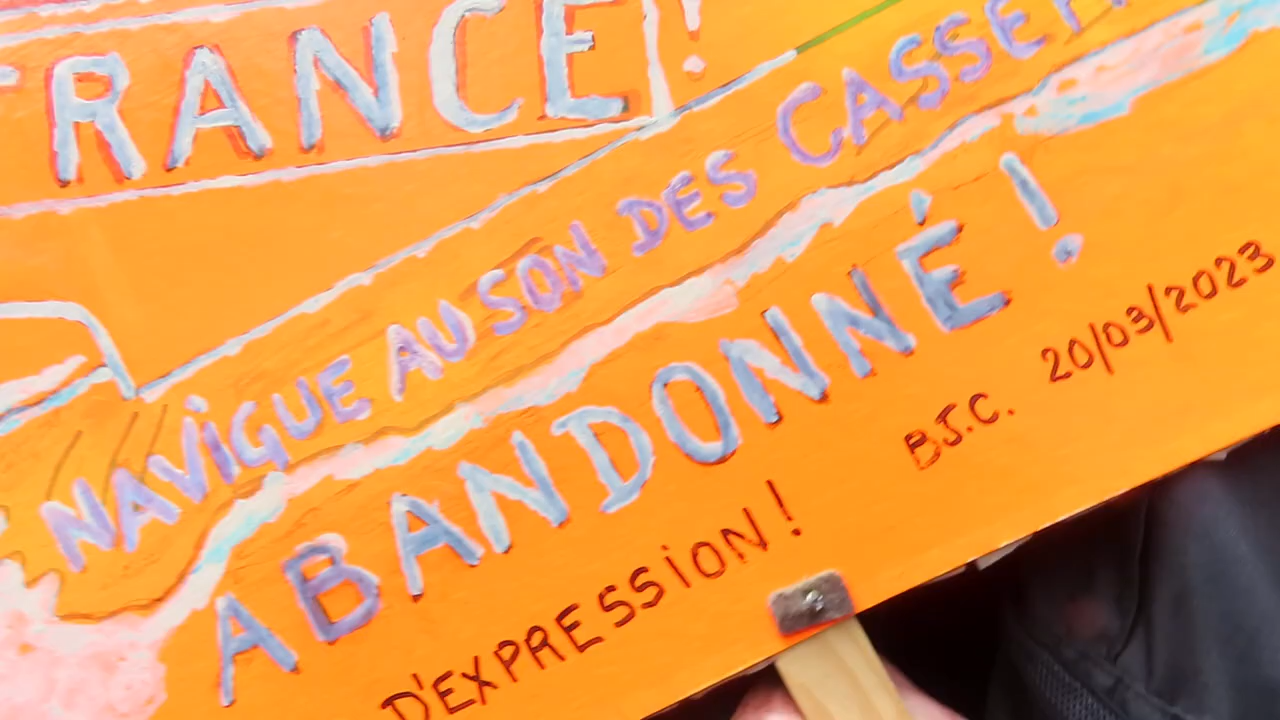 FRANCE !
NAVIGUE AU SON DES
ABANDONNÉ !
B.J.C. 20/03/2023
D'EXPRESSION !